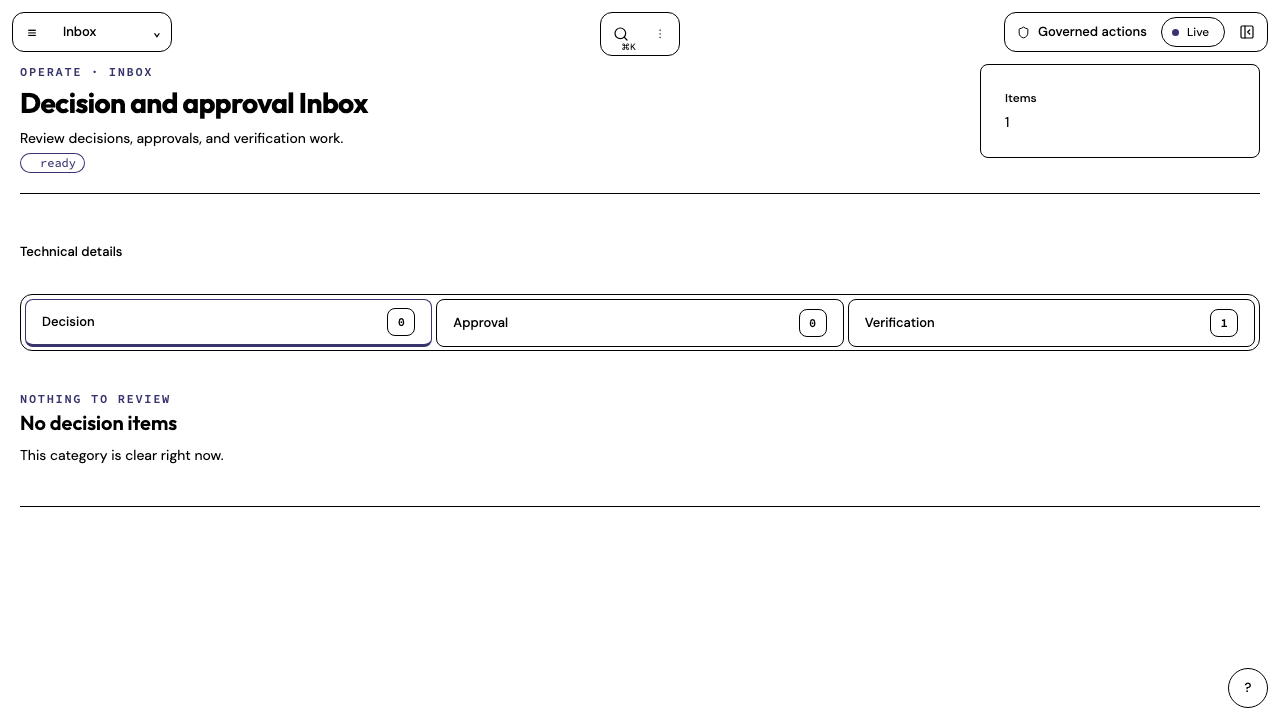 Inbox
⌘K
Governed actions
Live
OPERATE · INBOX
Decision and approval Inbox
Review decisions, approvals, and verification work.
ready
Items
1
Technical details
Decision 0
Approval 0
Verification 1
NOTHING TO REVIEW
No decision items
This category is clear right now.
?